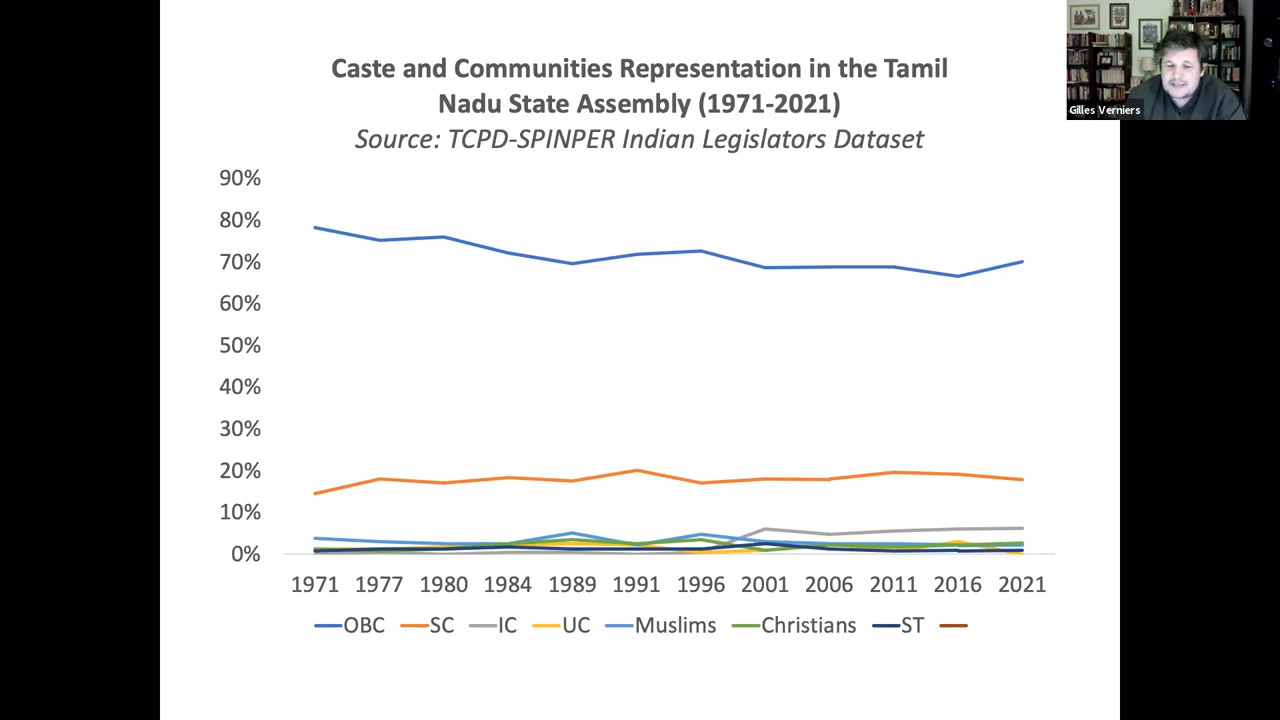 Caste and Communities Representation in the Tamil
Nadu State Assembly (1971-2021)
Source: TCPD-SPINPER Indian Legislators Dataset
Gilles Verniers
90%
80%
70%
60%
50%
40%
30%
20%
10%
0%
1971 1977 1980 1984 1989 1991 1996 2001 2006 2011 2016 2021
OBC SC IC UC Muslims Christians ST